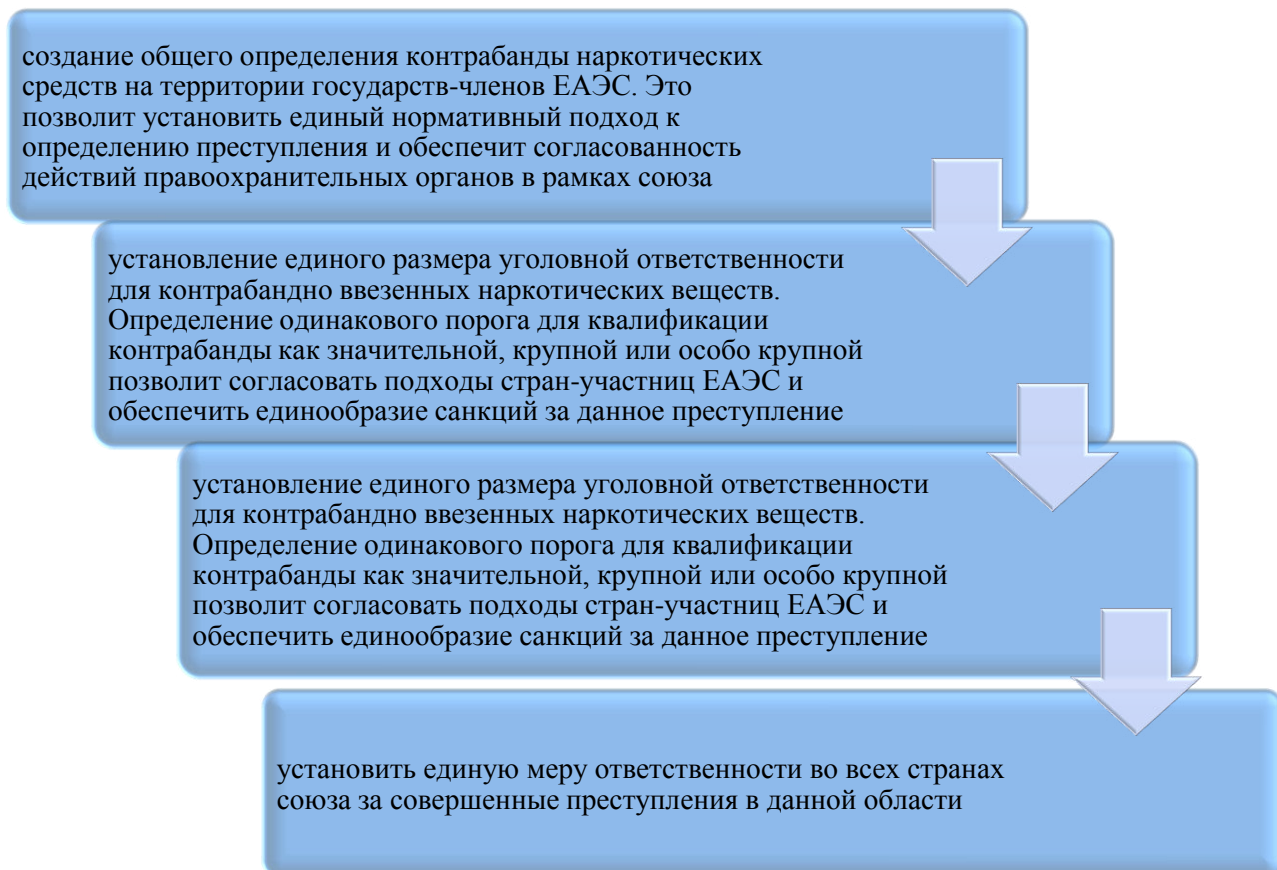 создание общего определения контрабанды наркотических
средств на территории государств-членов ЕАЭС. Это
позволит установить единый нормативный подход к
определению преступления и обеспечит согласованность
действий правоохранительных органов в рамках союза
установление единого размера уголовной ответственности
для контрабандно ввезенных наркотических веществ.
Определение одинакового порога для квалификации
контрабанды как значительной, крупной или особо крупной
позволит согласовать подходы стран-участниц ЕАЭС и
обеспечить единообразие санкций за данное преступление
установление единого размера уголовной ответственности
для контрабандно ввезенных наркотических веществ.
Определение одинакового порога для квалификации
контрабанды как значительной, крупной или особо крупной
позволит согласовать подходы стран-участниц ЕАЭС и
обеспечить единообразие санкций за данное преступление
установить единую меру ответственности во всех странах
союза за совершенные преступления в данной области